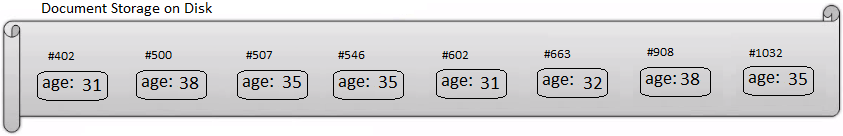 Document Storage on Disk
#402 #500 #507 #546 #602 #663 #908 #1032
age: 31 age: 38 age: 35 age: 35 age: 31 age: 32 age: 38 age: 35